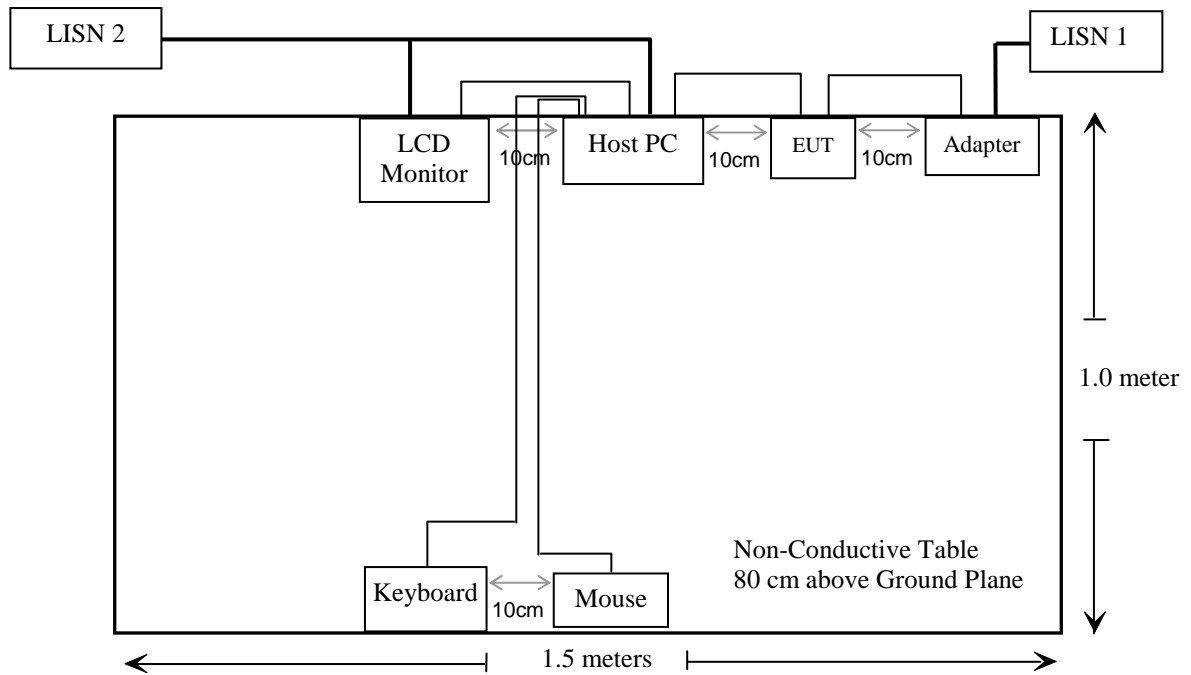 LISN 2
LISN 1
LCD
Monitor
10cm
Host PC
10cm
EUT
10cm
Adapter
1.0 meter
Non-Conductive Table
80 cm above Ground Plane
Keyboard
10cm
Mouse
1.5 meters